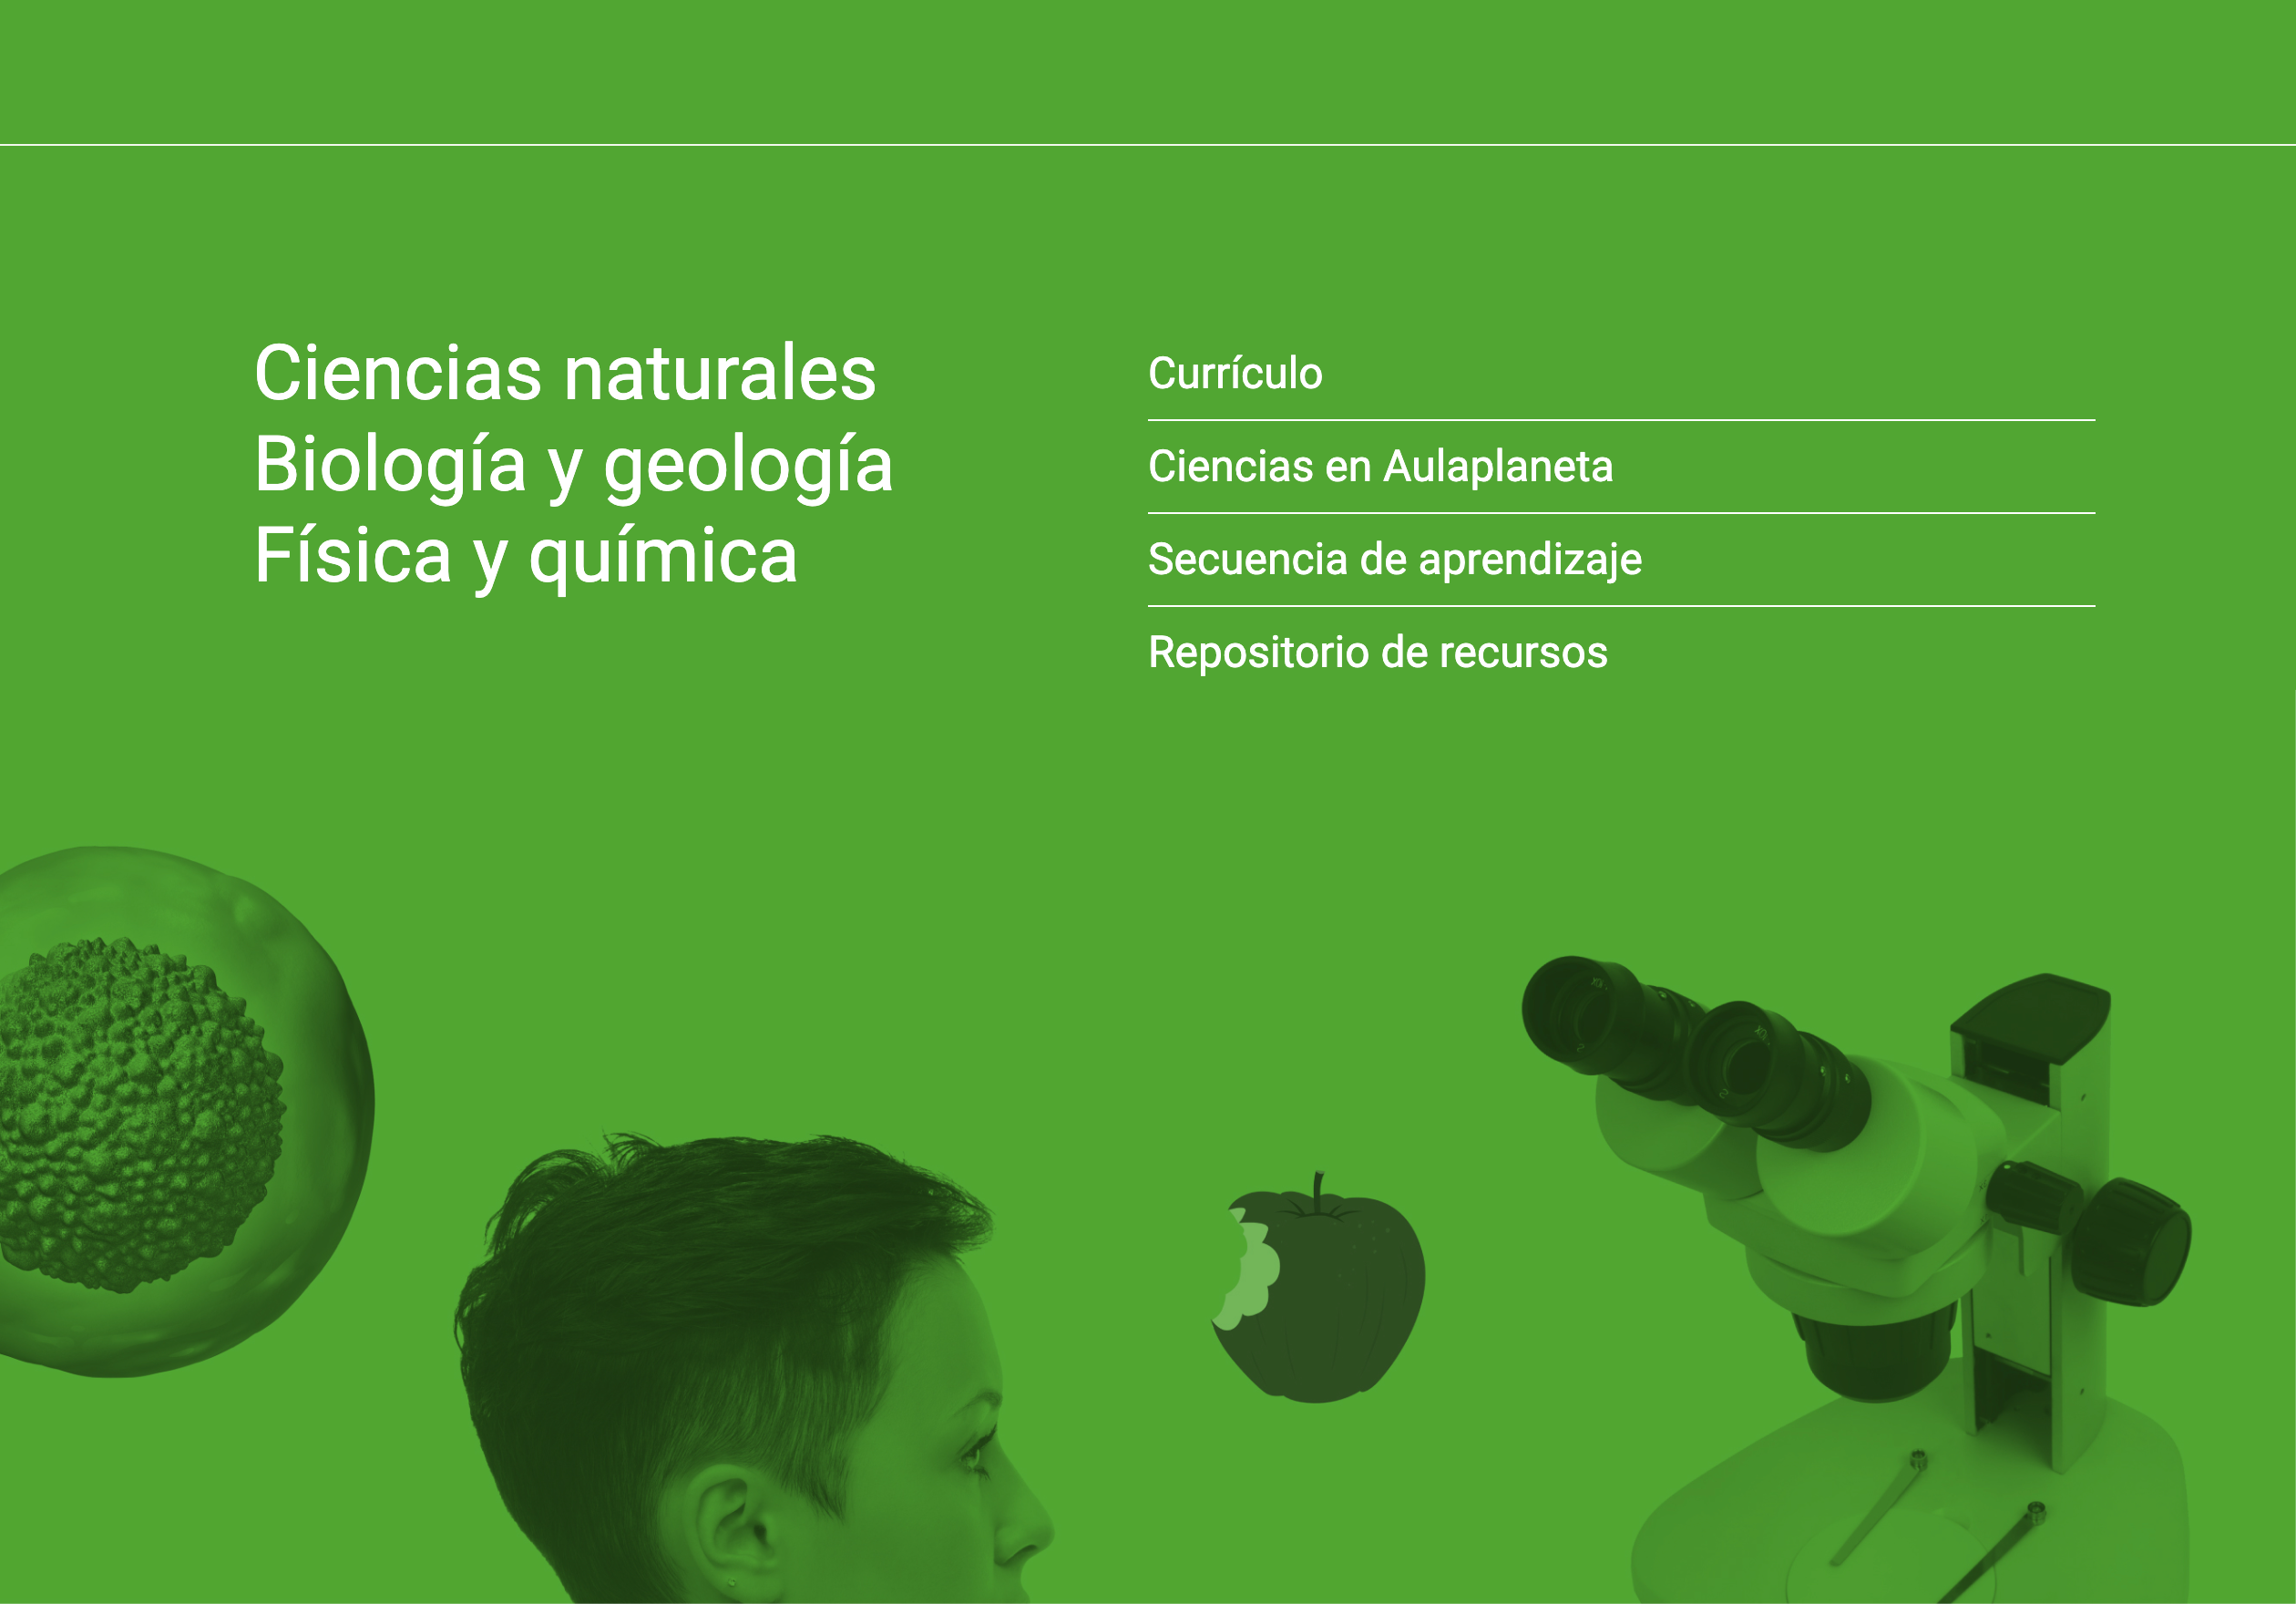 Ciencias naturales
Biología y geología
Física y química
Currículo
Ciencias en Aulaplaneta
Secuencia de aprendizaje
Repositorio de recursos